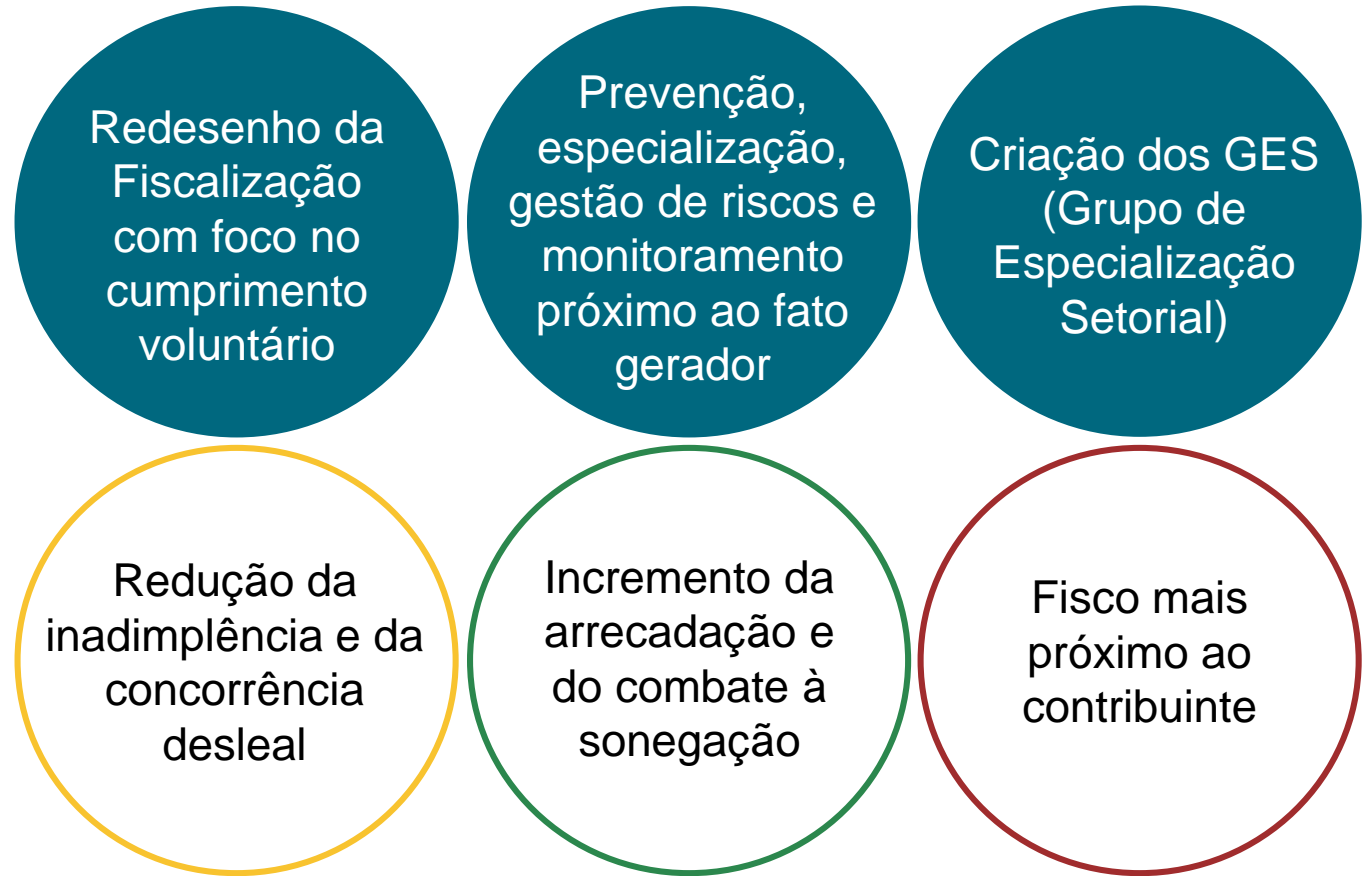 Redesenho da
Fiscalização
com foco no
cumprimento
voluntário
Prevenção,
especialização,
gestão de riscos e
monitoramento
próximo ao fato
gerador
Criação dos GES
(Grupo de
Especialização
Setorial)
Redução da
inadimplência e da
concorrência
desleal
Incremento da
arrecadação e
do combate à
sonegação
Fisco mais
próximo ao
contribuinte